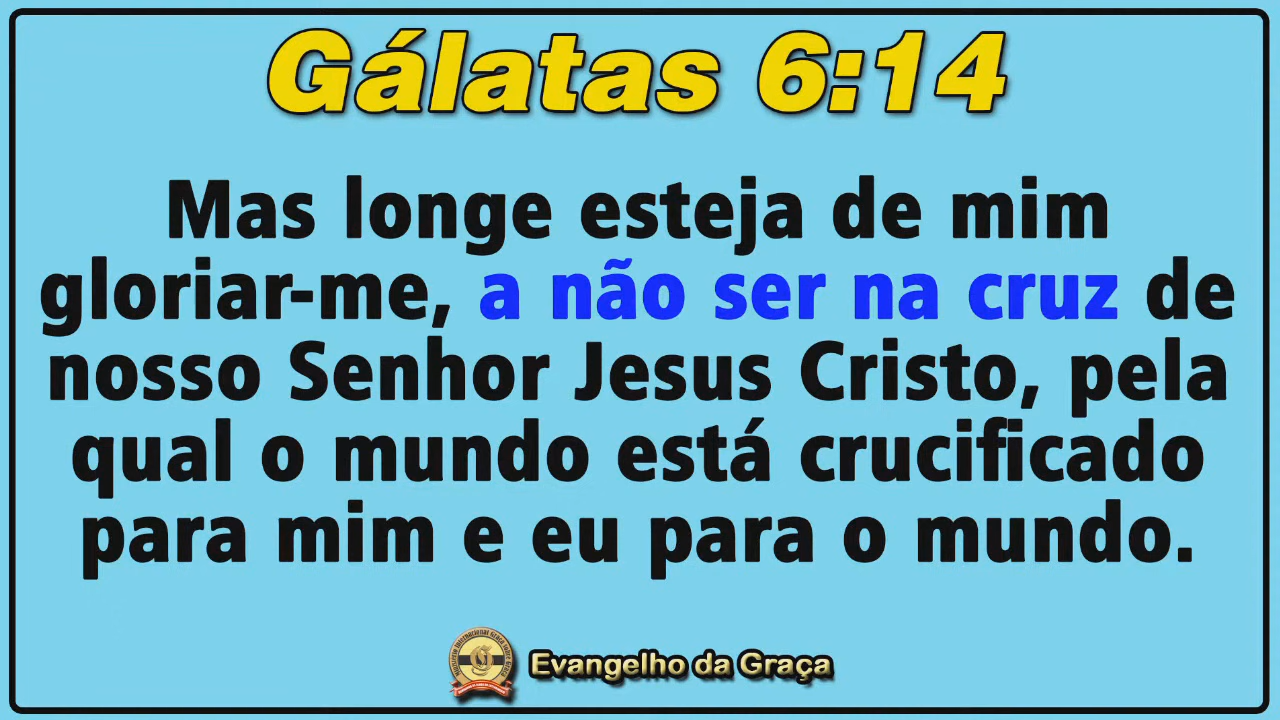 Gálatas 6:14
Mas longe esteja de mim
gloriar-me, a não ser na cruz de
nosso Senhor Jesus Cristo, pela
qual o mundo está crucificado
para mim e eu para o mundo.
Evangelho da Graça